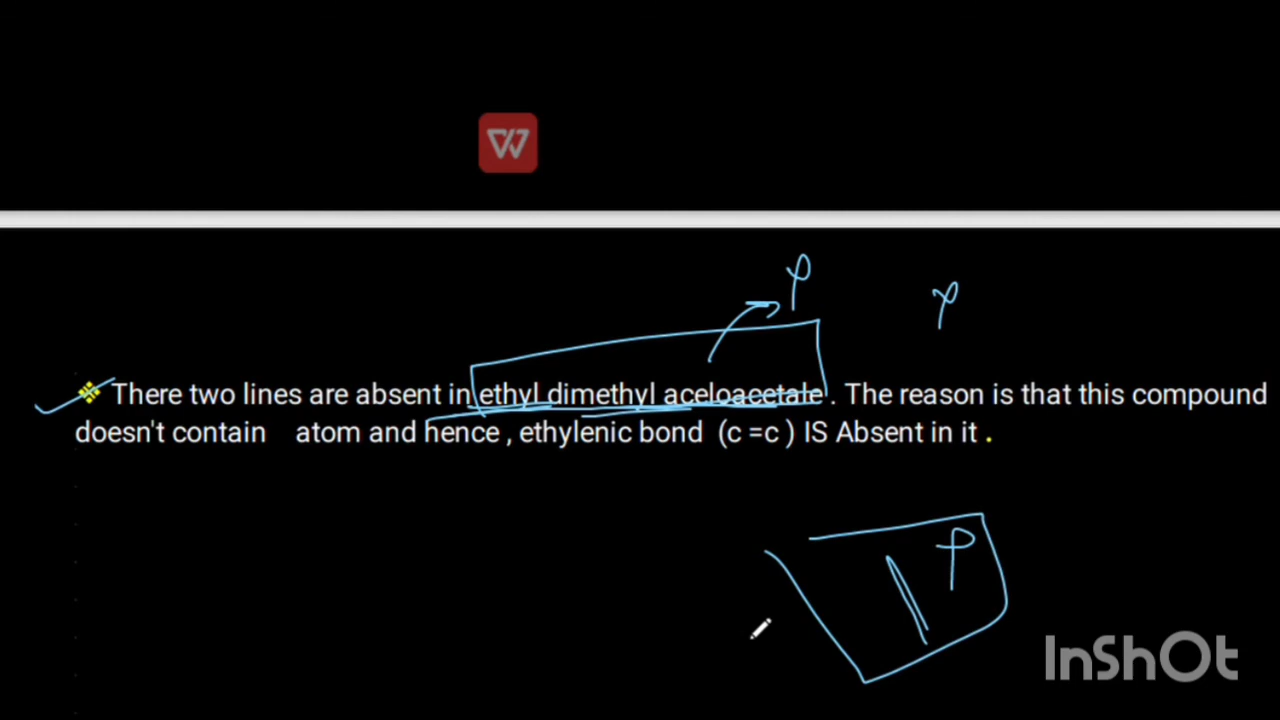 There two lines are absent in ethyl dimethyl aceloacetale . The reason is that this compound
doesn't contain atom and hence , ethylenic bond (c =c ) IS Absent in it .
InShOt